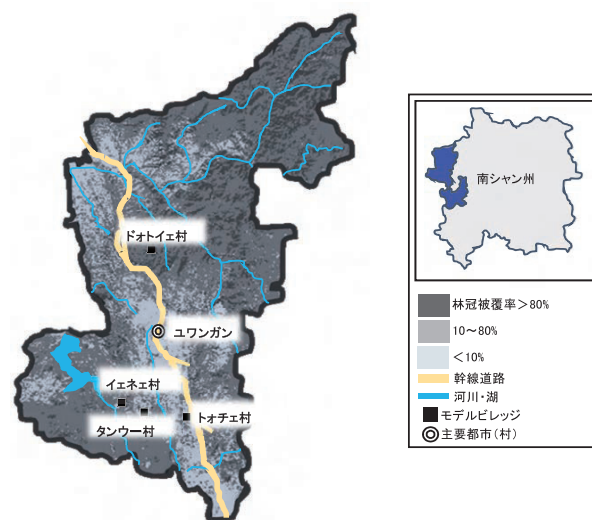 ドォトイェ村
ユワンガン
イェネェ村
タンウー村
トォチェ村
南シャン州
林冠被覆率>80%
10~80%
<10%
幹線道路
河川・湖
モデルビレッジ
主要都市(村)